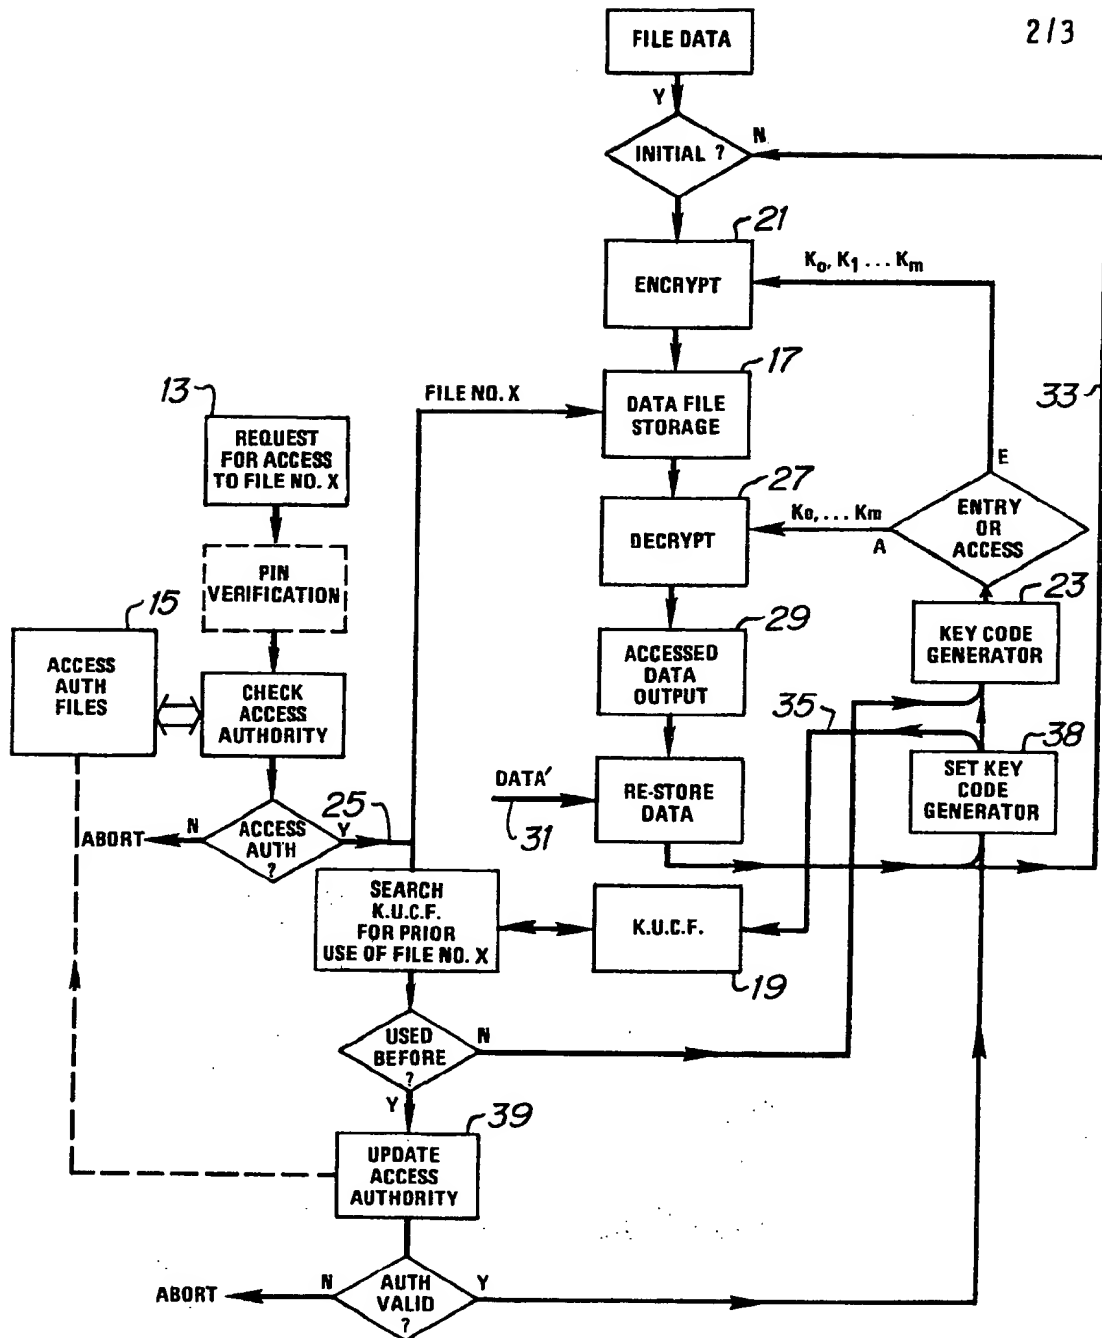 2/3
FILE DATA
Y
INITIAL ?
N
21
K₀, K₁ ... Kₘ
ENCRYPT
17
FILE NO. X
DATA FILE
STORAGE
33
13
REQUEST
FOR ACCESS
TO FILE NO. X
E
27
K₀, ... Kₘ
A
ENTRY
OR
ACCESS
DECRYPT
PIN
VERIFICATION
15
23
29
KEY CODE
GENERATOR
ACCESS
AUTH
FILES
CHECK
ACCESS
AUTHORITY
ACCESSED
DATA
OUTPUT
35
38
SET KEY
CODE
GENERATOR
DATA′
31
RE-STORE
DATA
25
ABORT
N
ACCESS
AUTH
?
Y
SEARCH
K.U.C.F.
FOR PRIOR
USE OF FILE NO. X
K.U.C.F.
19
USED
BEFORE
?
N
Y
39
UPDATE
ACCESS
AUTHORITY
ABORT
N
AUTH
VALID
?
Y